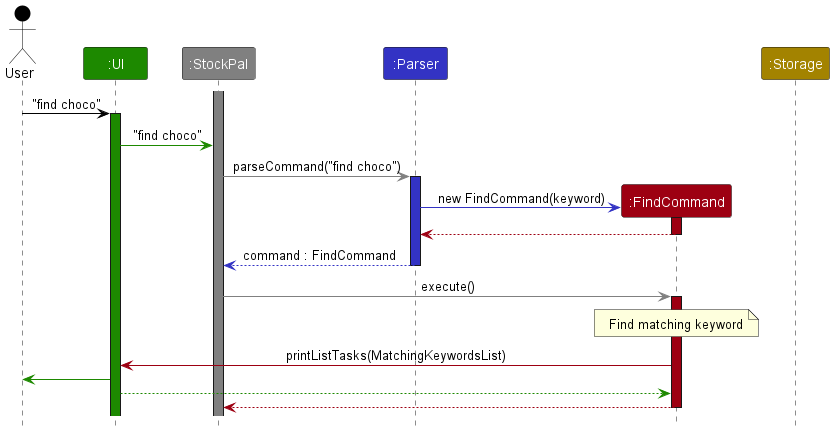 User
:UI
:StockPal
:Parser
:Storage
"find choco"
"find choco"
parseCommand("find choco")
new FindCommand(keyword)
:FindCommand
command : FindCommand
execute()
Find matching keyword
printListTasks(MatchingKeywordsList)